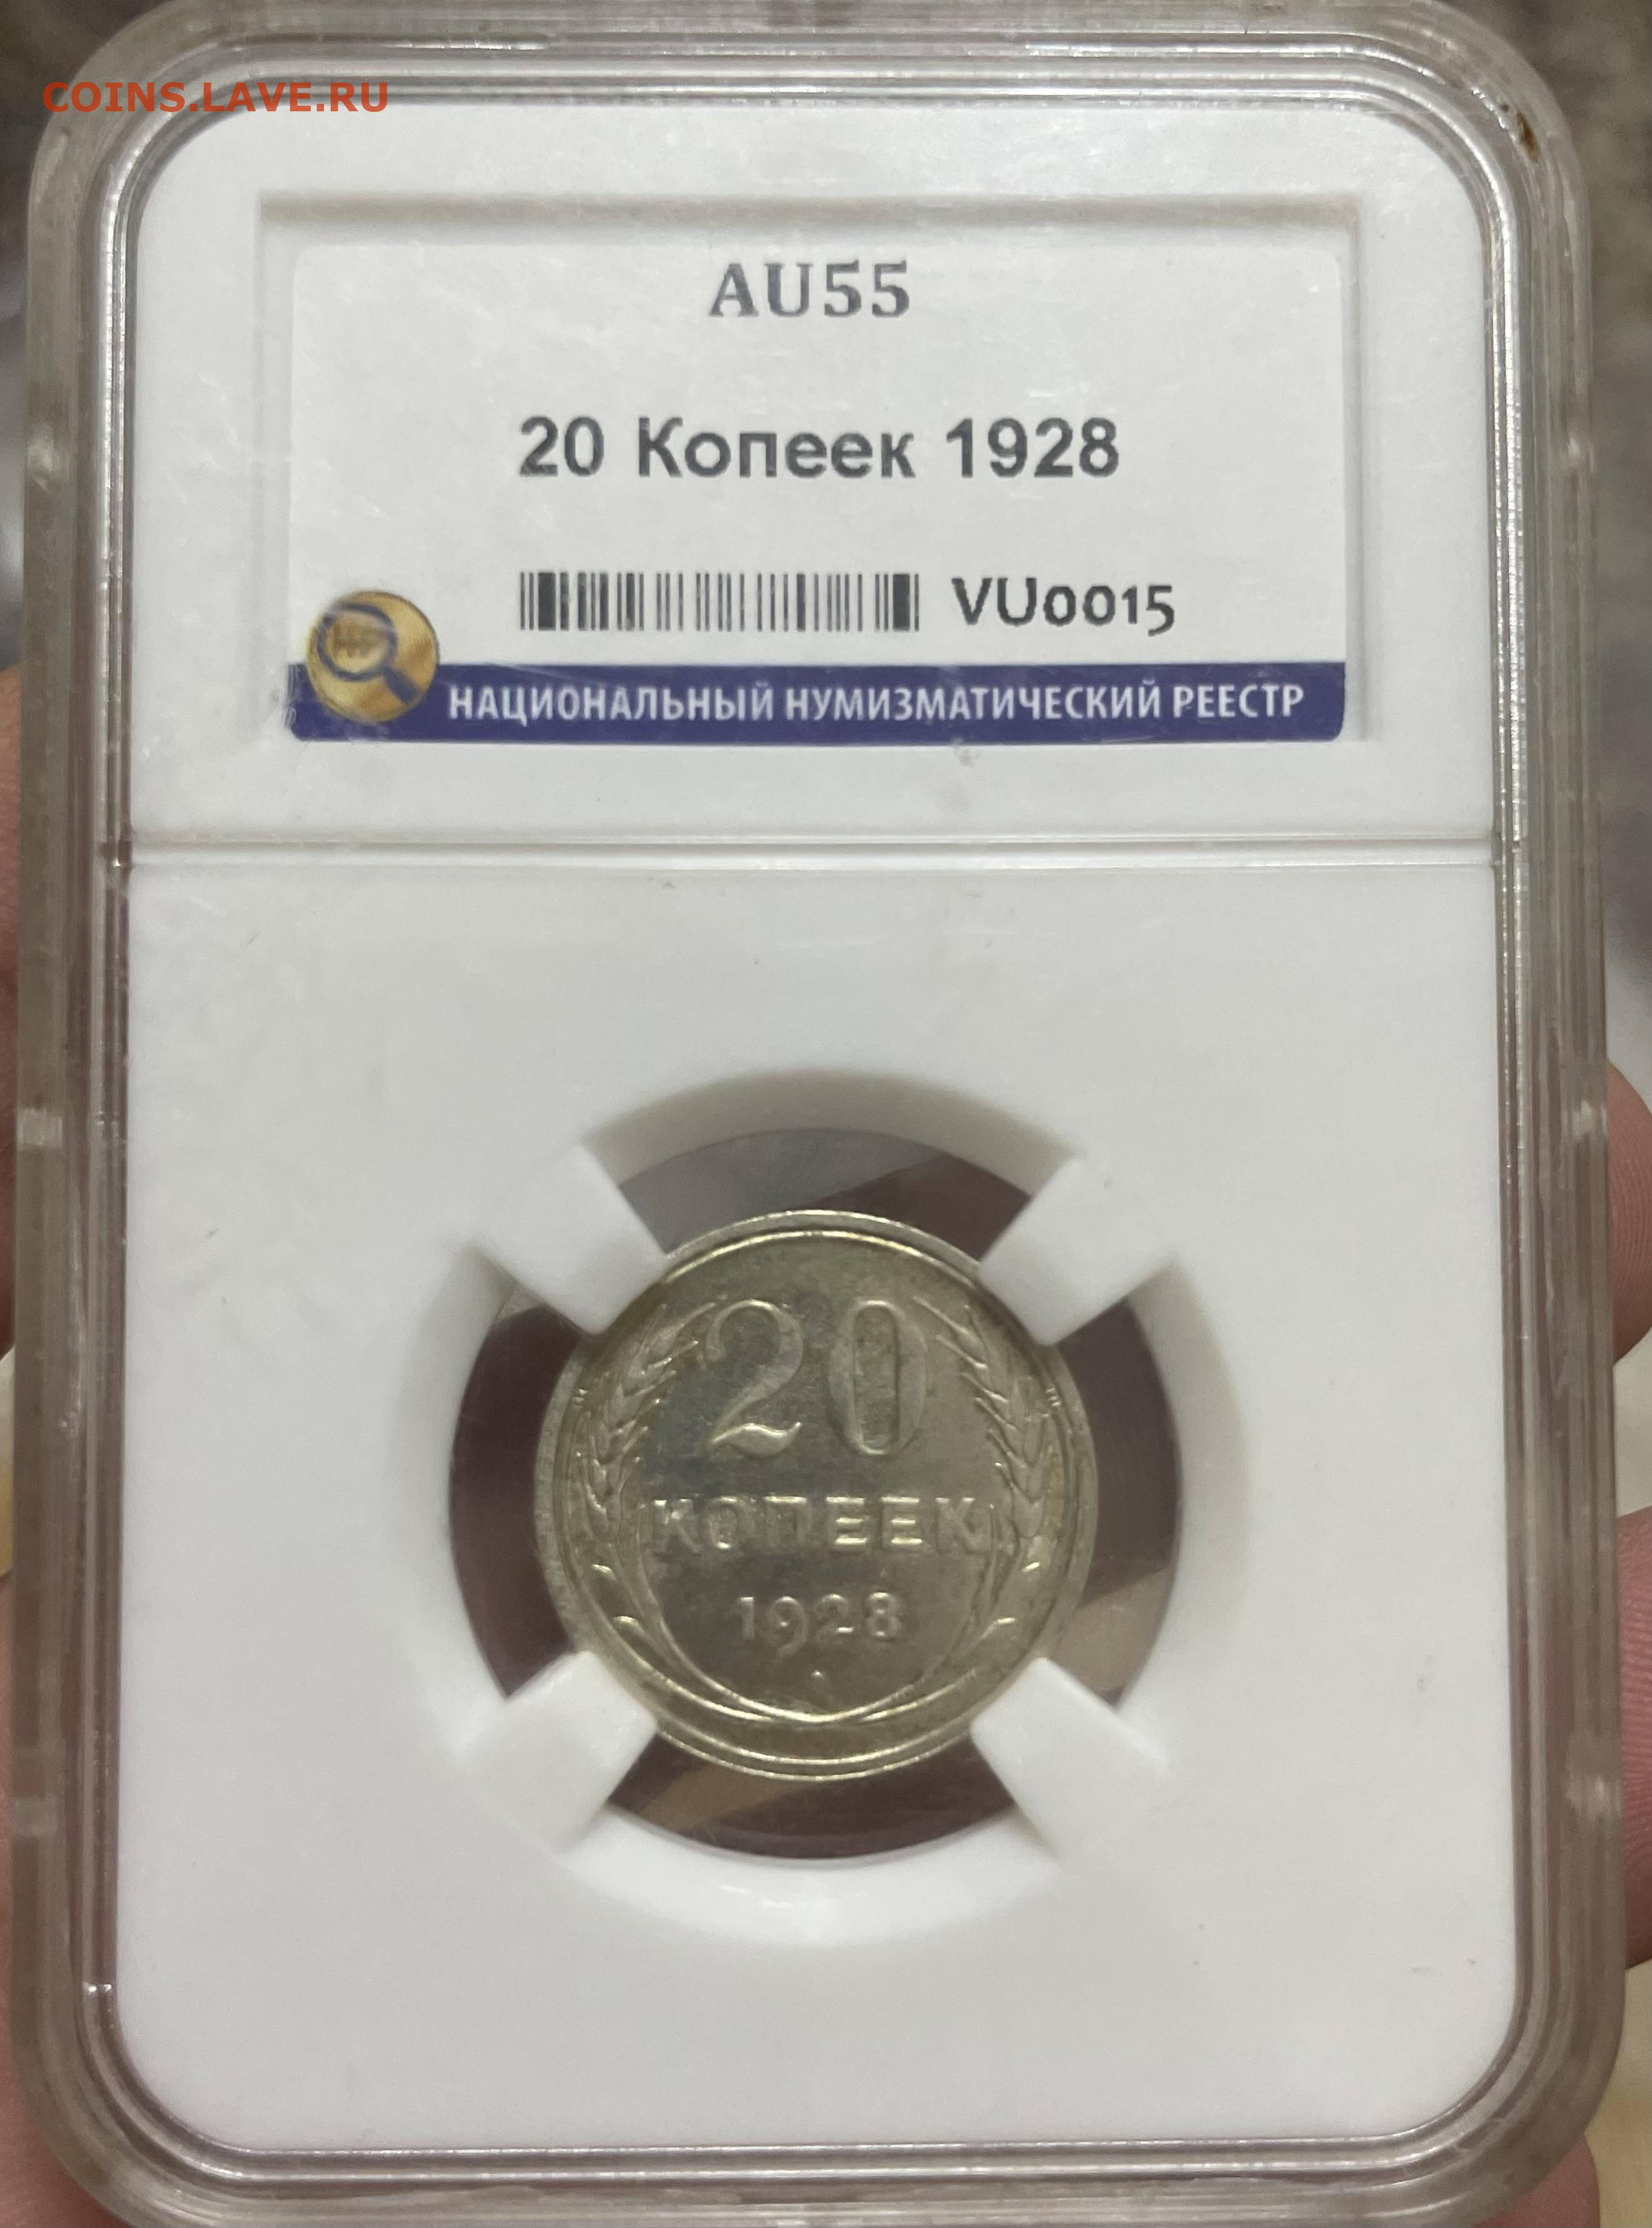 COINS.LAVE.RU
AU55
20 Копеек 1928
VU0015
НАЦИОНАЛЬНЫЙ НУМИЗМАТИЧЕСКИЙ РЕЕСТР
20
КОПЕЕК
1928